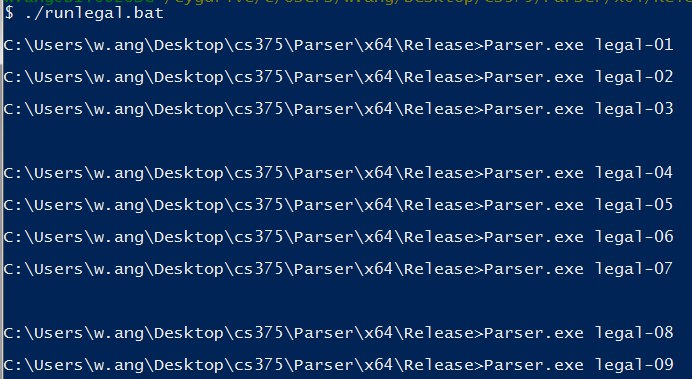 $ ./runlegal.bat
C:\Users\w.ang\Desktop\cs375\Parser\x64\Release>Parser.exe legal-01
C:\Users\w.ang\Desktop\cs375\Parser\x64\Release>Parser.exe legal-02
C:\Users\w.ang\Desktop\cs375\Parser\x64\Release>Parser.exe legal-03
C:\Users\w.ang\Desktop\cs375\Parser\x64\Release>Parser.exe legal-04
C:\Users\w.ang\Desktop\cs375\Parser\x64\Release>Parser.exe legal-05
C:\Users\w.ang\Desktop\cs375\Parser\x64\Release>Parser.exe legal-06
C:\Users\w.ang\Desktop\cs375\Parser\x64\Release>Parser.exe legal-07
C:\Users\w.ang\Desktop\cs375\Parser\x64\Release>Parser.exe legal-08
C:\Users\w.ang\Desktop\cs375\Parser\x64\Release>Parser.exe legal-09